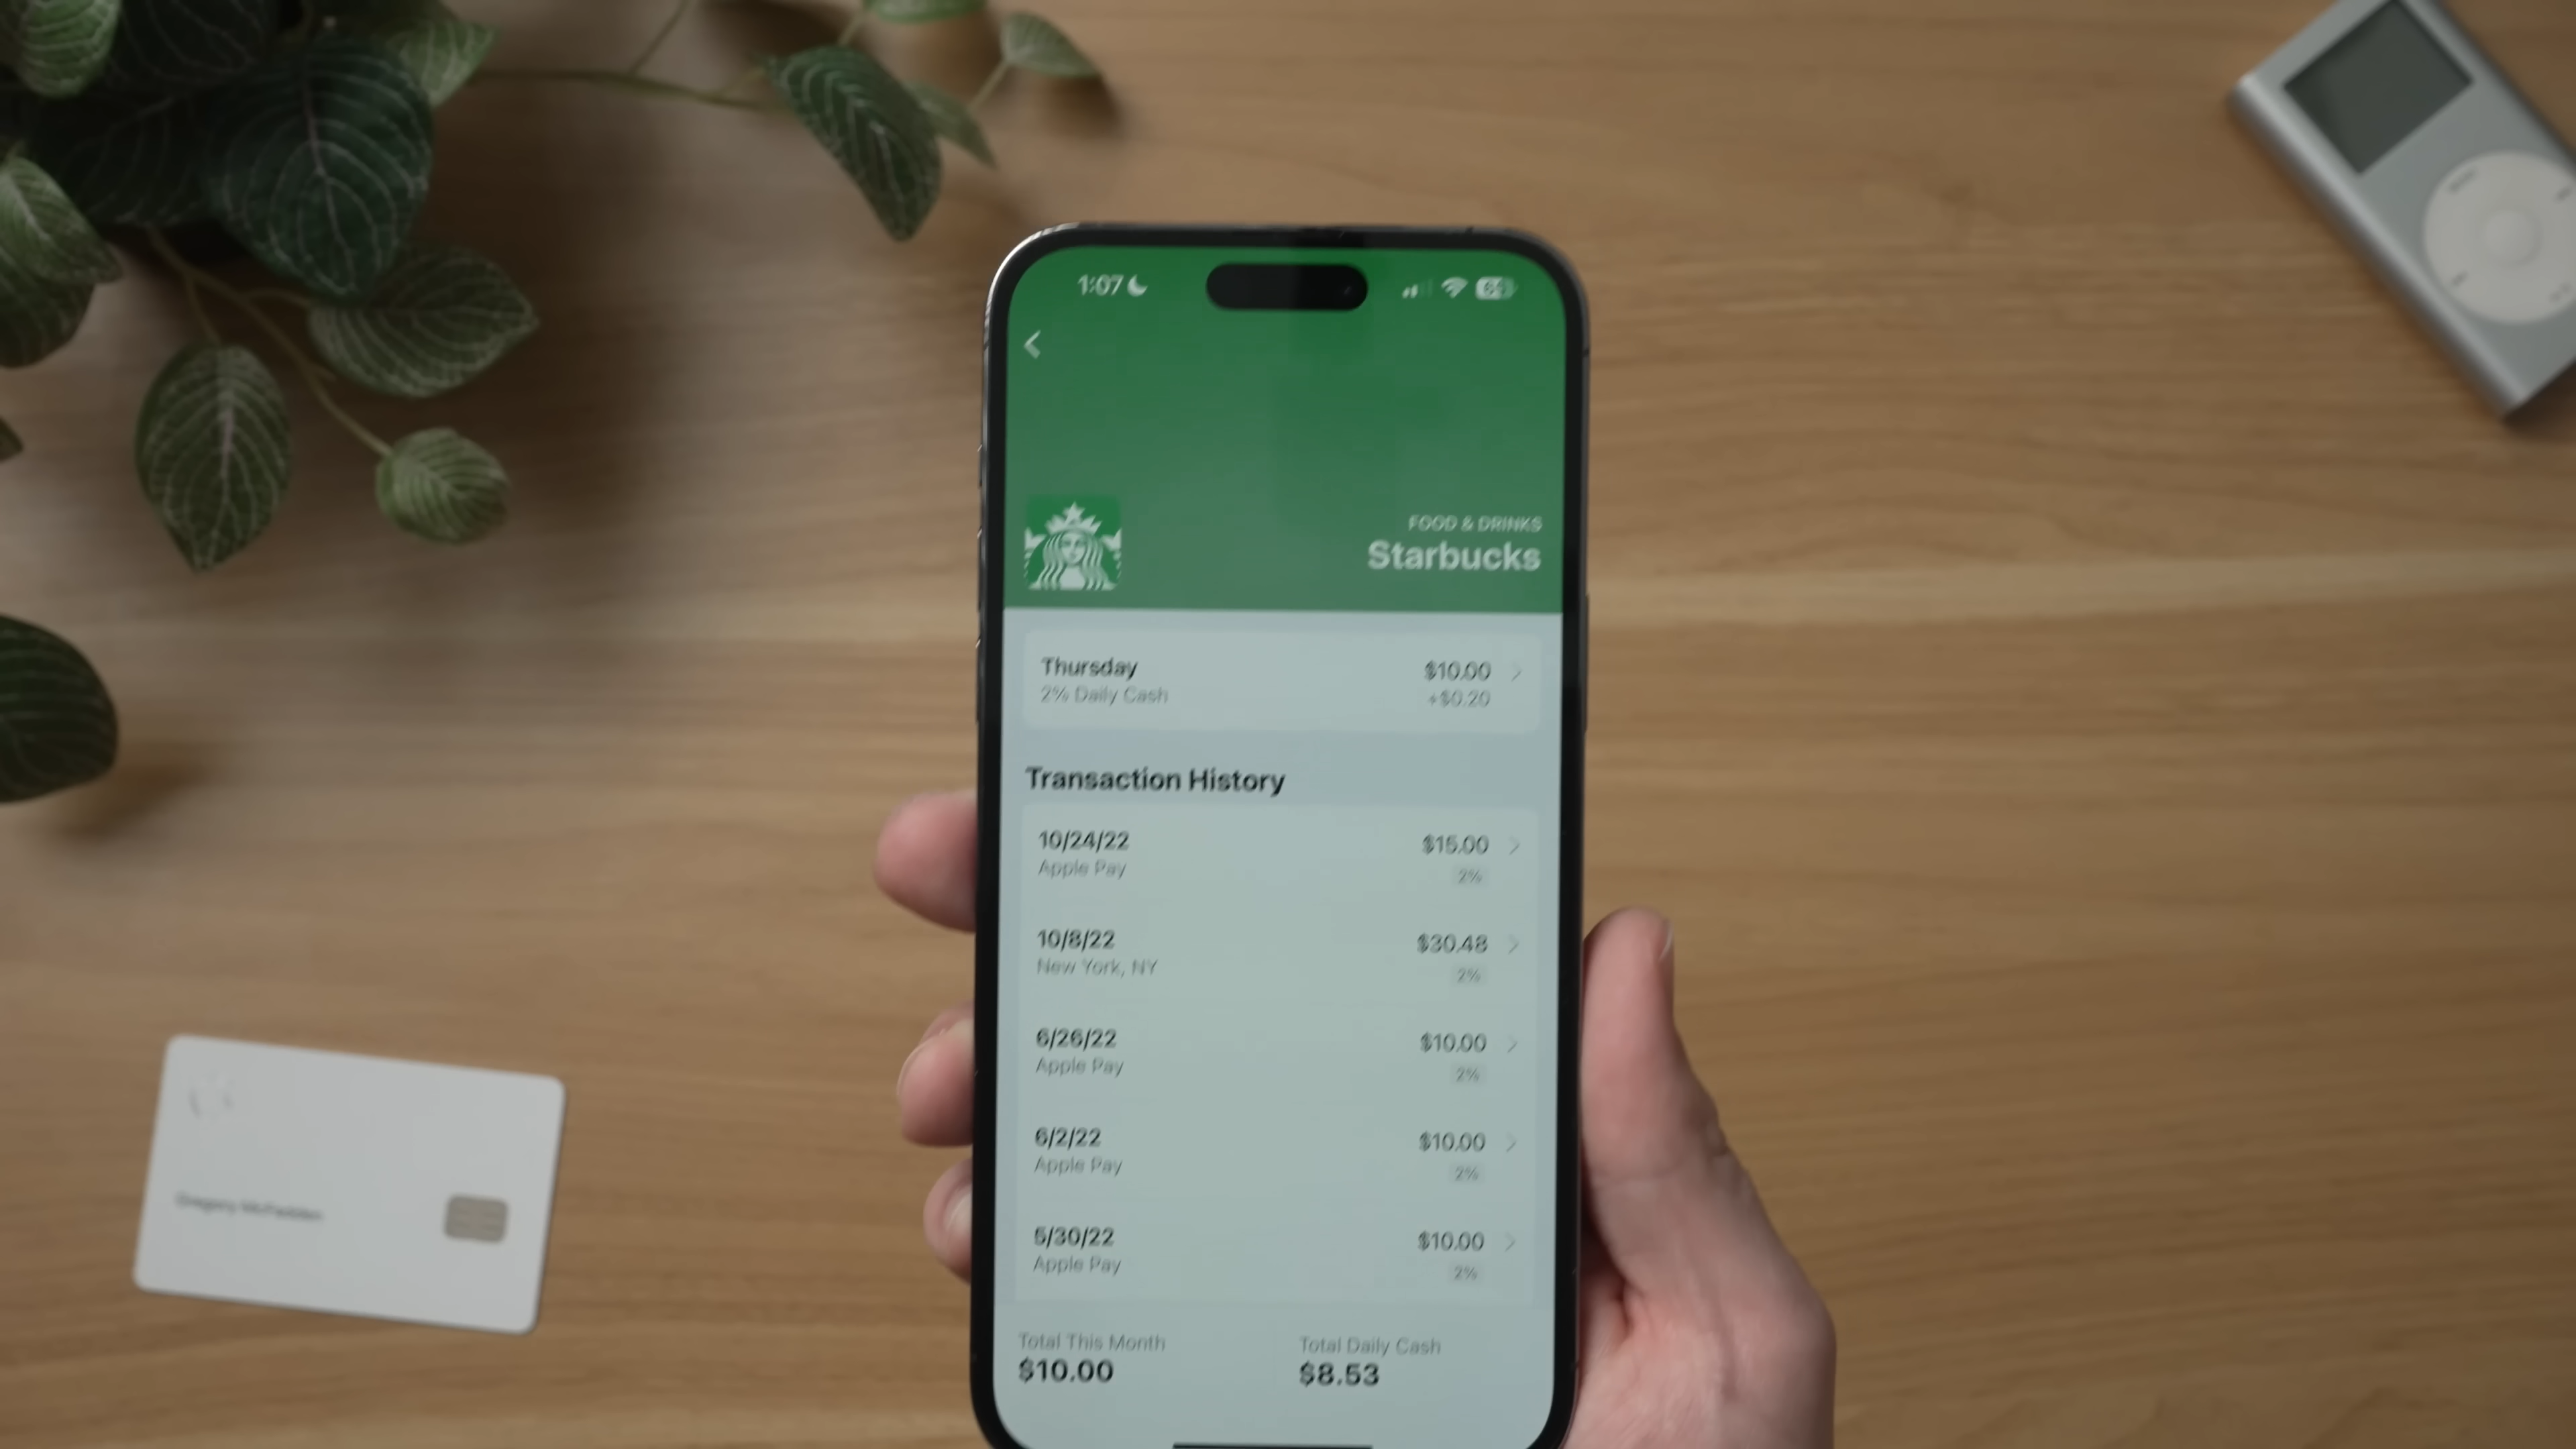 1:07
FOOD & DRINKS
Starbucks
Thursday
$10.00
2% Daily Cash
+$0.20
Transaction History
10/24/22
$15.00
Apple Pay
2%
10/8/22
$30.48
New York, NY
2%
6/26/22
$10.00
Apple Pay
2%
6/2/22
$10.00
Apple Pay
2%
5/30/22
$10.00
Apple Pay
2%
Total This Month
Total Daily Cash
$10.00
$8.53